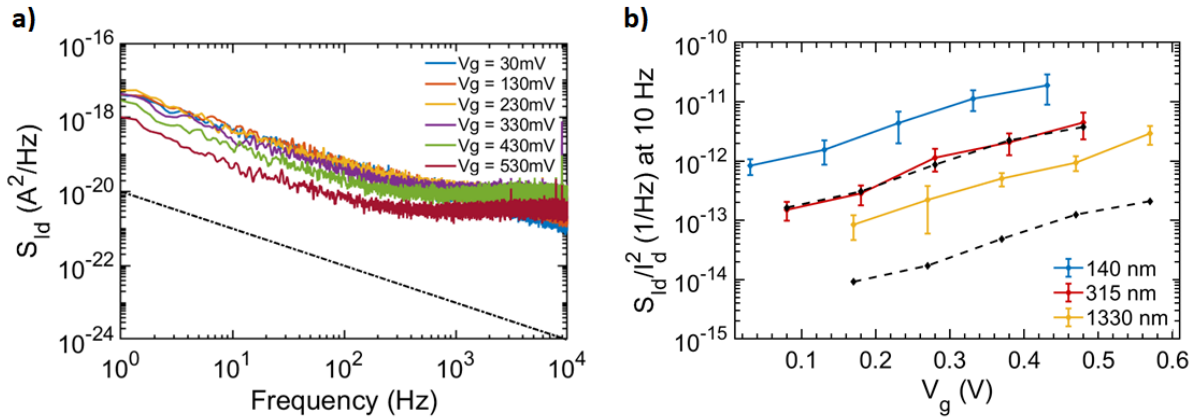 a)
S_Id (A^2/Hz)
10^-16
10^-18
10^-20
10^-22
10^-24
Vg = 30mV
Vg = 130mV
Vg = 230mV
Vg = 330mV
Vg = 430mV
Vg = 530mV
10^0 10^1 10^2 10^3 10^4
Frequency (Hz)
b)
S_Id/I_d^2 (1/Hz) at 10 Hz
10^-10
10^-11
10^-12
10^-13
10^-14
10^-15
140 nm
315 nm
1330 nm
0.1 0.2 0.3 0.4 0.5 0.6
V_g (V)